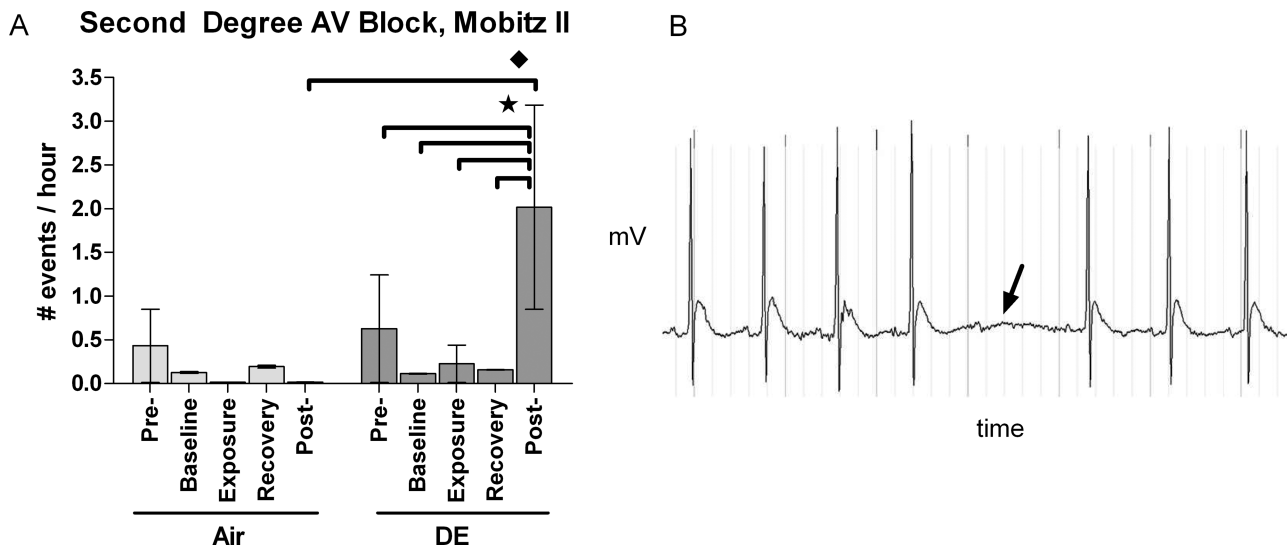 A
Second Degree AV Block, Mobitz II
B
# events / hour
3.5
3.0
2.5
2.0
1.5
1.0
0.5
0.0
Pre-
Baseline
Exposure
Recovery
Post-
Pre-
Baseline
Exposure
Recovery
Post-
Air
DE
mV
time